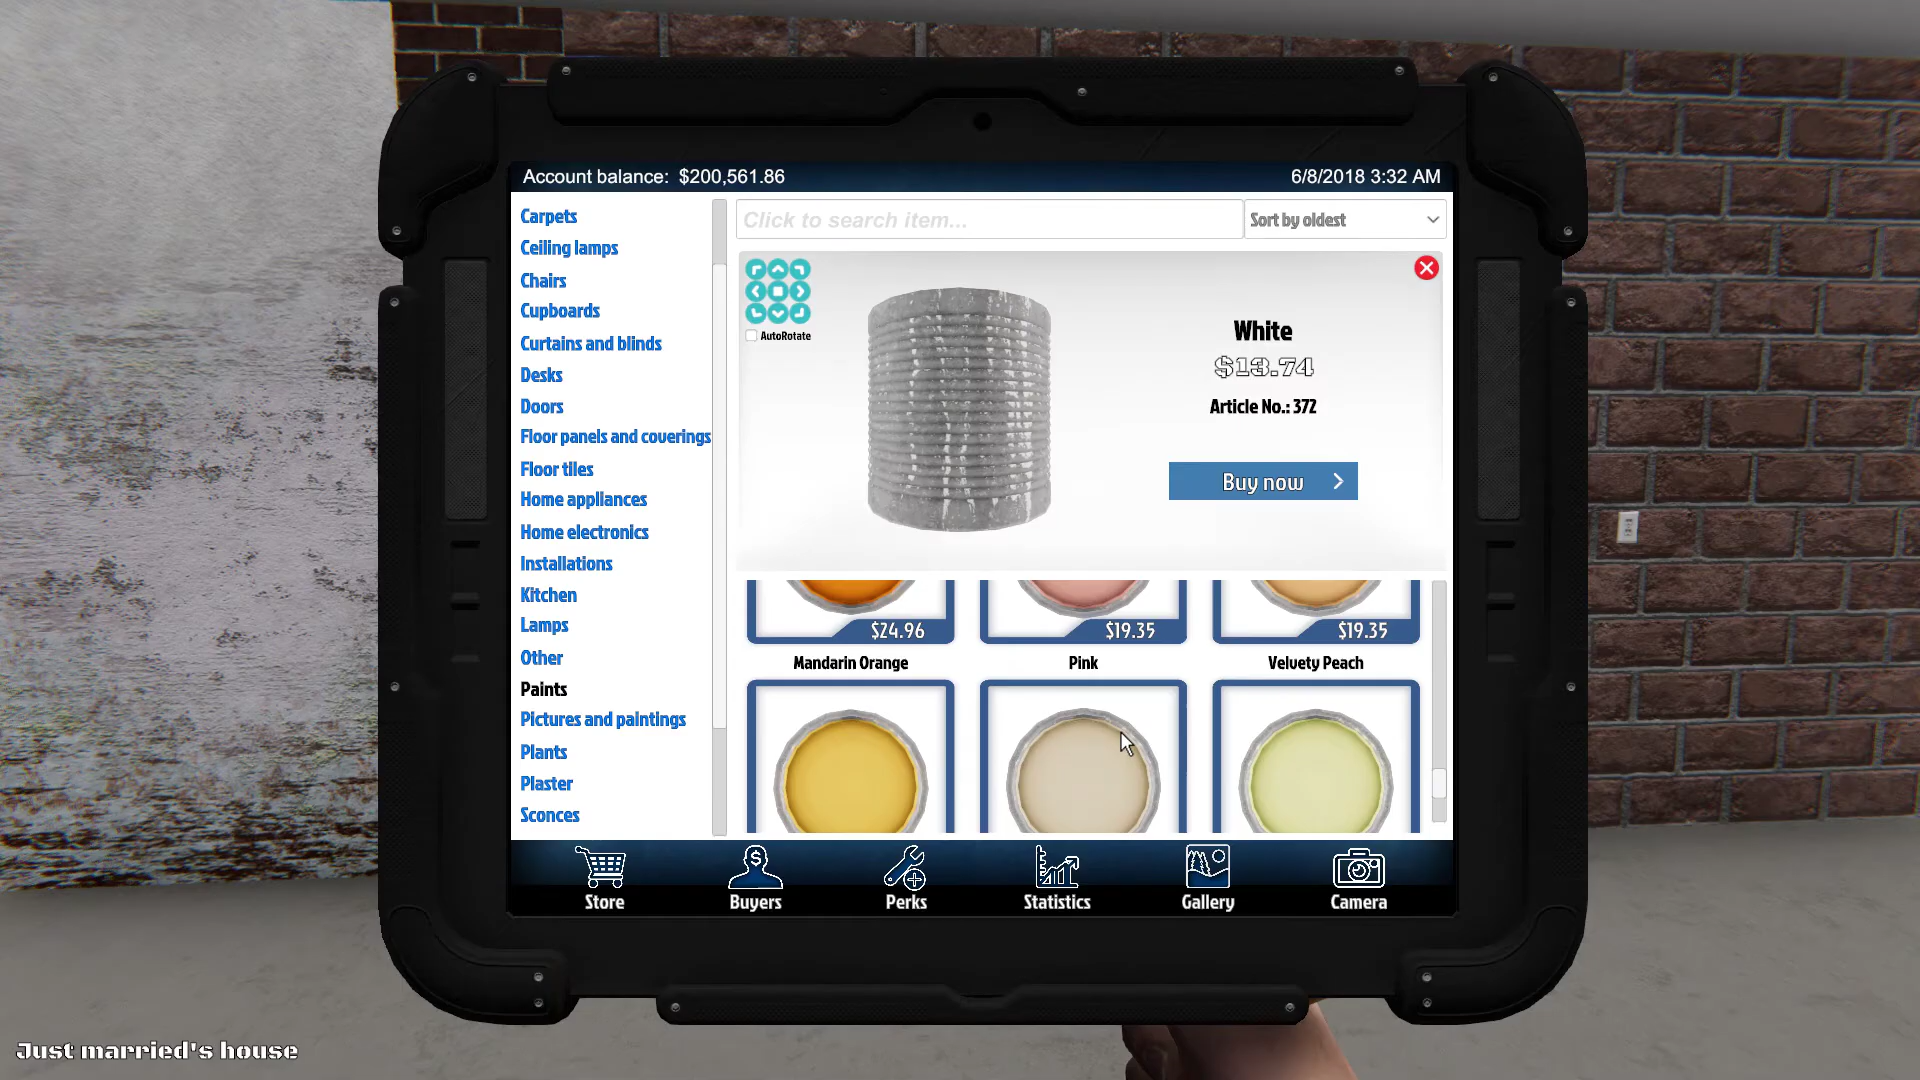 Account balance: $200,561.86
6/8/2018 3:32 AM
Carpets
Ceiling lamps
Chairs
Cupboards
Curtains and blinds
Desks
Doors
Floor panels and coverings
Floor tiles
Home appliances
Home electronics
Installations
Kitchen
Lamps
Other
Paints
Pictures and paintings
Plants
Plaster
Sconces
Click to search item...
Sort by oldest
AutoRotate
White
$13.74
Article No.: 372
Buy now
$24.96
$19.35
$19.35
Mandarin Orange
Pink
Velvety Peach
Store
Buyers
Perks
Statistics
Gallery
Camera
Just married's house